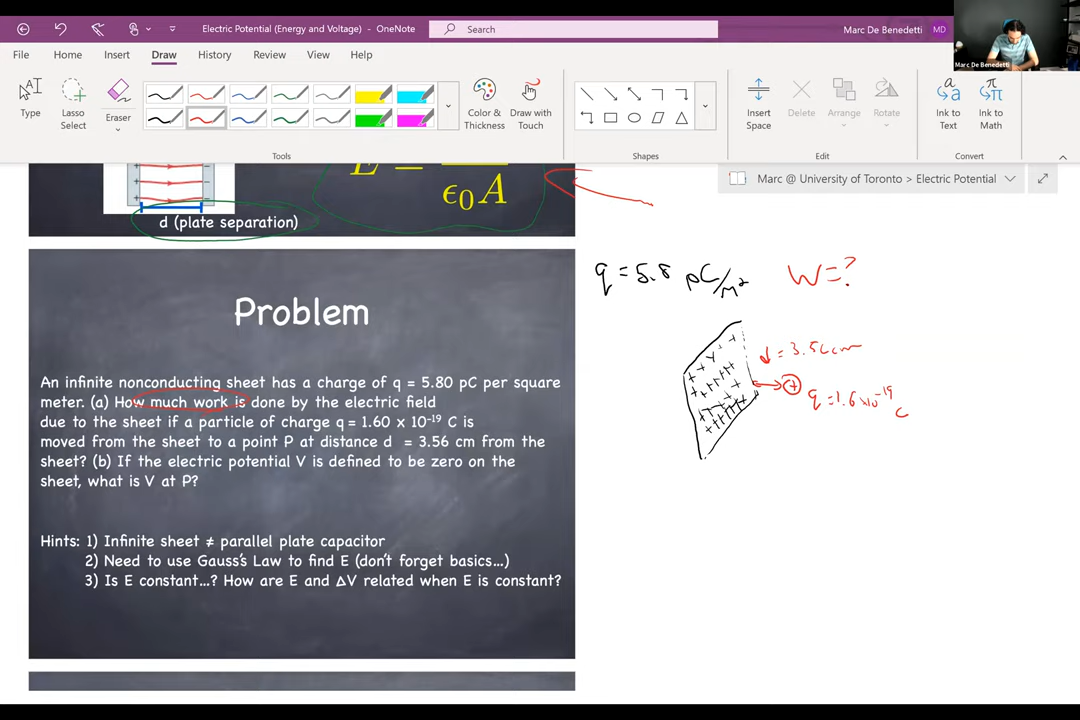 Electric Potential (Energy and Voltage) - OneNote
Search
Marc De Benedetti
MD
Marc De Benedetti
File Home Insert Draw History Review View Help
Type
Lasso Select
Eraser
Color & Thickness
Draw with Touch
Insert Space
Delete
Arrange
Rotate
Ink to Text
Ink to Math
Tools
Shapes
Edit
Convert
Marc @ University of Toronto > Electric Potential
E =
ϵ₀A
d (plate separation)
q = 5.8 pC/m² W = ?
Problem
An infinite nonconducting sheet has a charge of q = 5.80 pC per square
meter. (a) How much work is done by the electric field
due to the sheet if a particle of charge q = 1.60 x 10⁻¹⁹ C is
moved from the sheet to a point P at distance d = 3.56 cm from the
sheet? (b) If the electric potential V is defined to be zero on the
sheet, what is V at P?
Hints: 1) Infinite sheet ≠ parallel plate capacitor
2) Need to use Gauss's Law to find E (don't forget basics...)
3) Is E constant...? How are E and ΔV related when E is constant?
d = 3.56 cm
q = 1.6 x 10⁻¹⁹
C